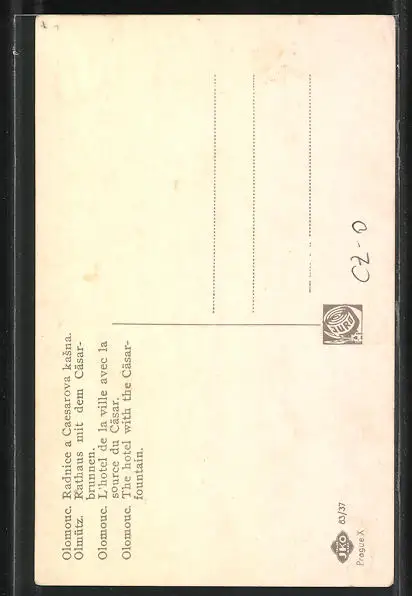 Olomouc. Radnice a Caesarova kašna.
Olmütz. Rathaus mit dem Cäsar-
brunnen.
Olomouc. L'hotel de la ville avec la
source du Cäsar.
Olomouc. The hotel with the Cäsar-
fountain.
JKO
83/37
Prague X.
CZ-O